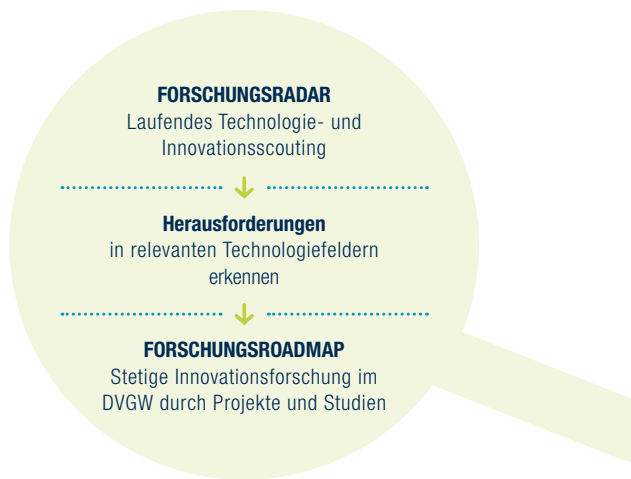 FORSCHUNGSRADAR
Laufendes Technologie- und
Innovationsscouting
Herausforderungen
in relevanten Technologiefeldern
erkennen
FORSCHUNGSROADMAP
Stetige Innovationsforschung im
DVGW durch Projekte und Studien